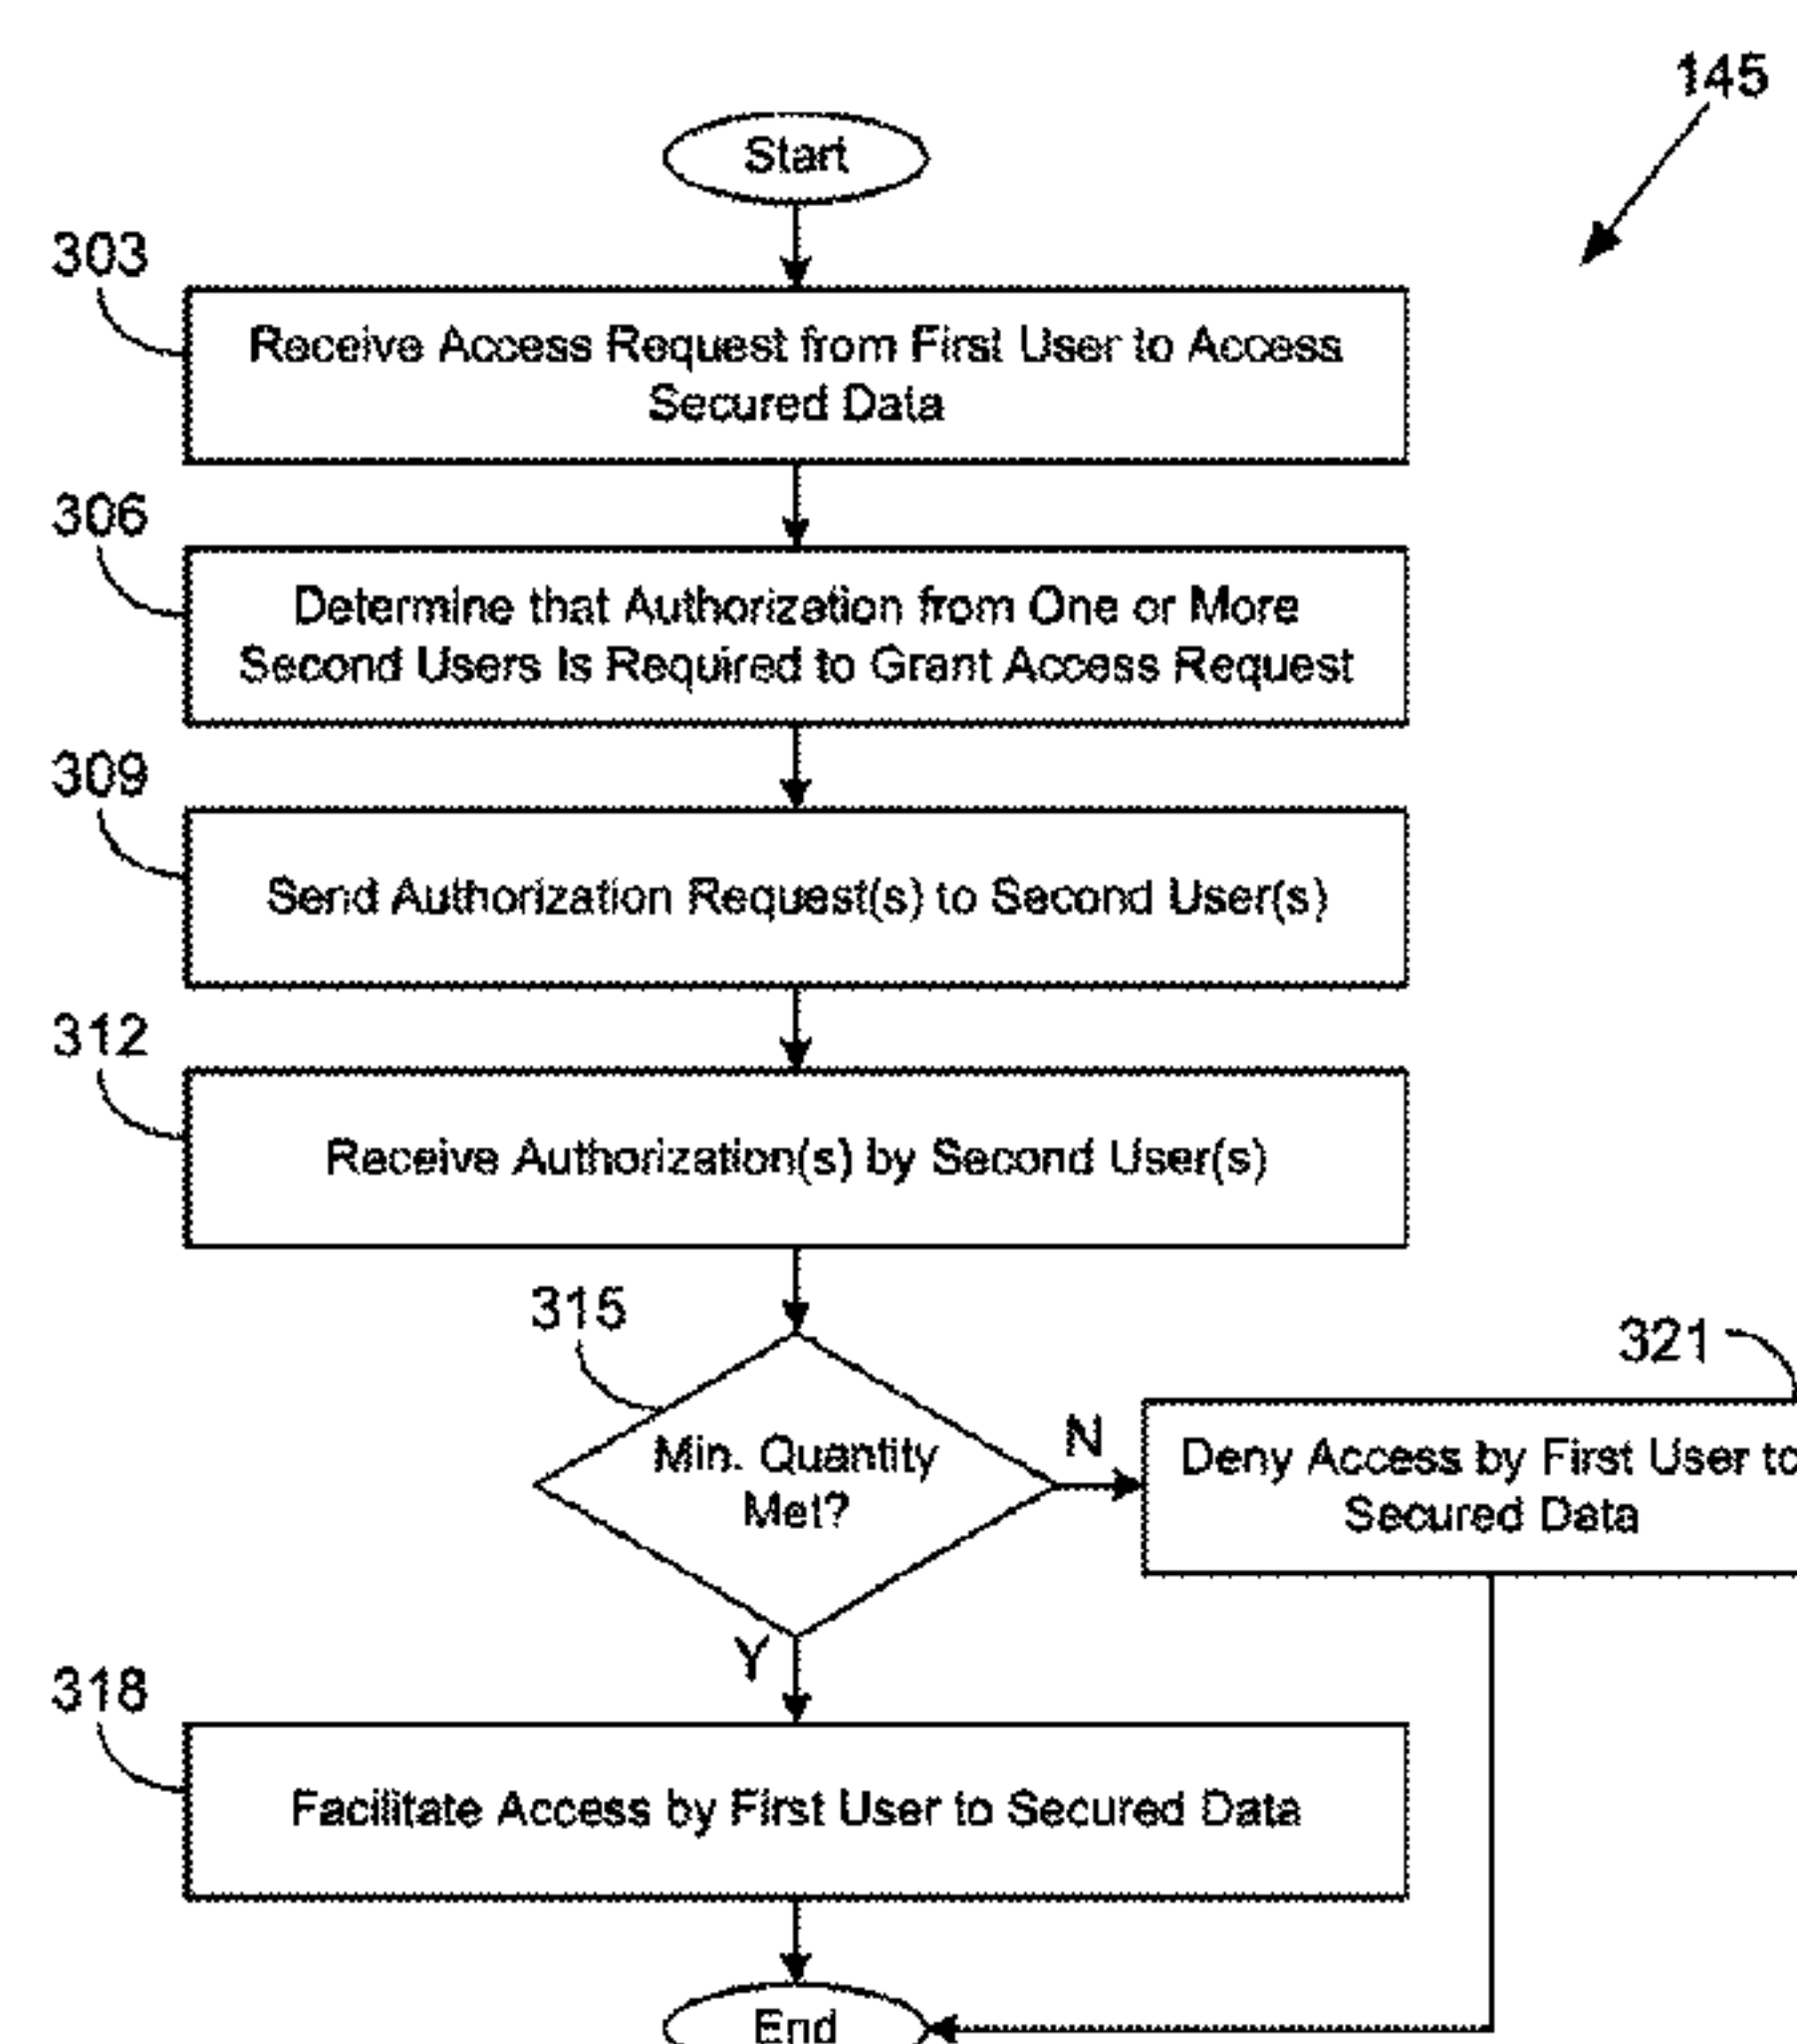 145
Start
303
Receive Access Request from First User to Access
Secured Data
306
Determine that Authorization from One or More
Second Users Is Required to Grant Access Request
309
Send Authorization Request(s) to Second User(s)
312
Receive Authorization(s) by Second User(s)
315
321
Min. Quantity
Met?
N
Deny Access by First User to
Secured Data
Y
318
Facilitate Access by First User to Secured Data
End